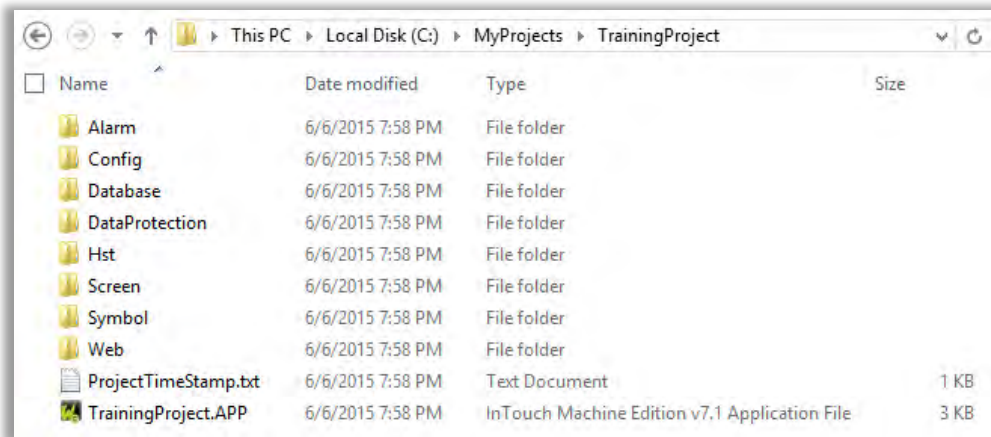 This PC Local Disk (C:) MyProjects TrainingProject
Name Date modified Type Size
Alarm 6/6/2015 7:58 PM File folder
Config 6/6/2015 7:58 PM File folder
Database 6/6/2015 7:58 PM File folder
DataProtection 6/6/2015 7:58 PM File folder
Hst 6/6/2015 7:58 PM File folder
Screen 6/6/2015 7:58 PM File folder
Symbol 6/6/2015 7:58 PM File folder
Web 6/6/2015 7:58 PM File folder
ProjectTimeStamp.txt 6/6/2015 7:58 PM Text Document 1 KB
TrainingProject.APP 6/6/2015 7:58 PM InTouch Machine Edition v7.1 Application File 3 KB